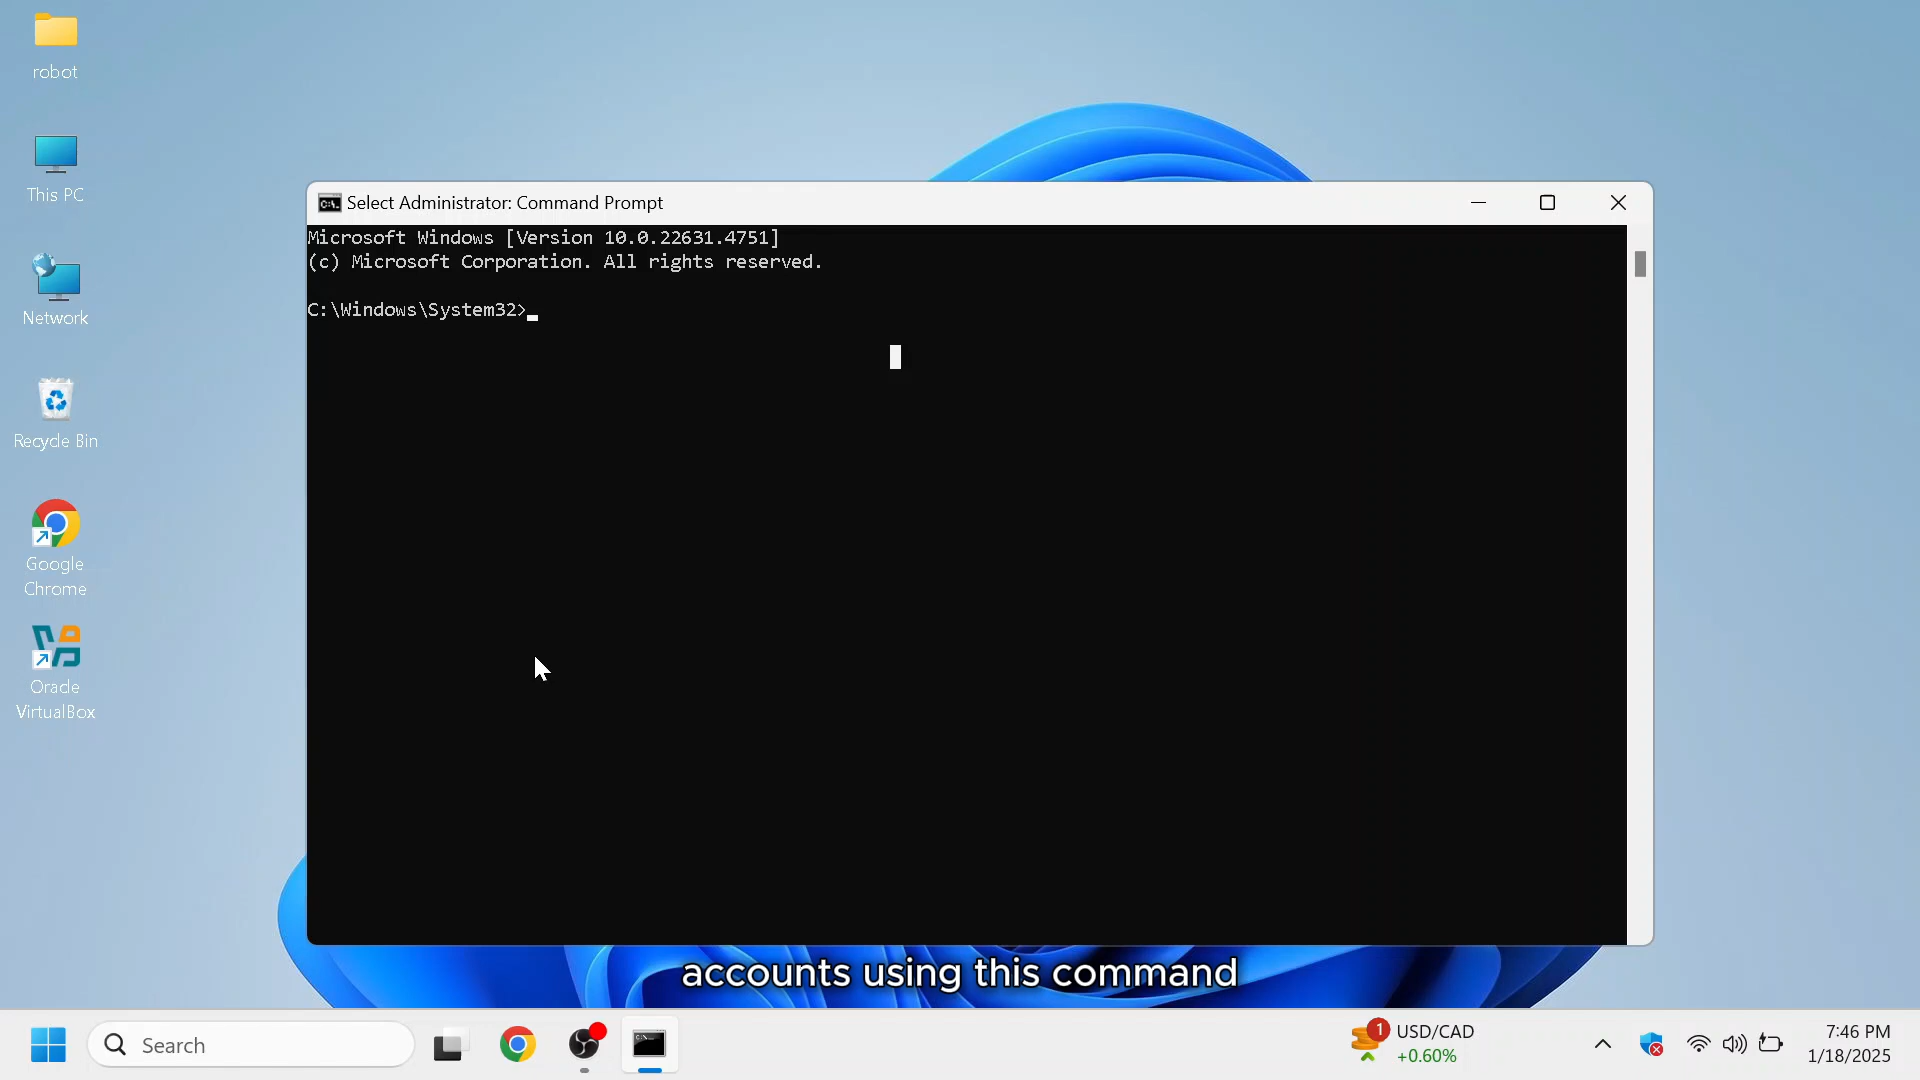 robot
This PC
Network
Recycle Bin
Google
Chrome
Oracle
VirtualBox
Select Administrator: Command Prompt
Microsoft Windows [Version 10.0.22631.4751]
(c) Microsoft Corporation. All rights reserved.
C:\Windows\System32>
accounts using this command
Search
1
USD/CAD
+0.60%
7:46 PM
1/18/2025